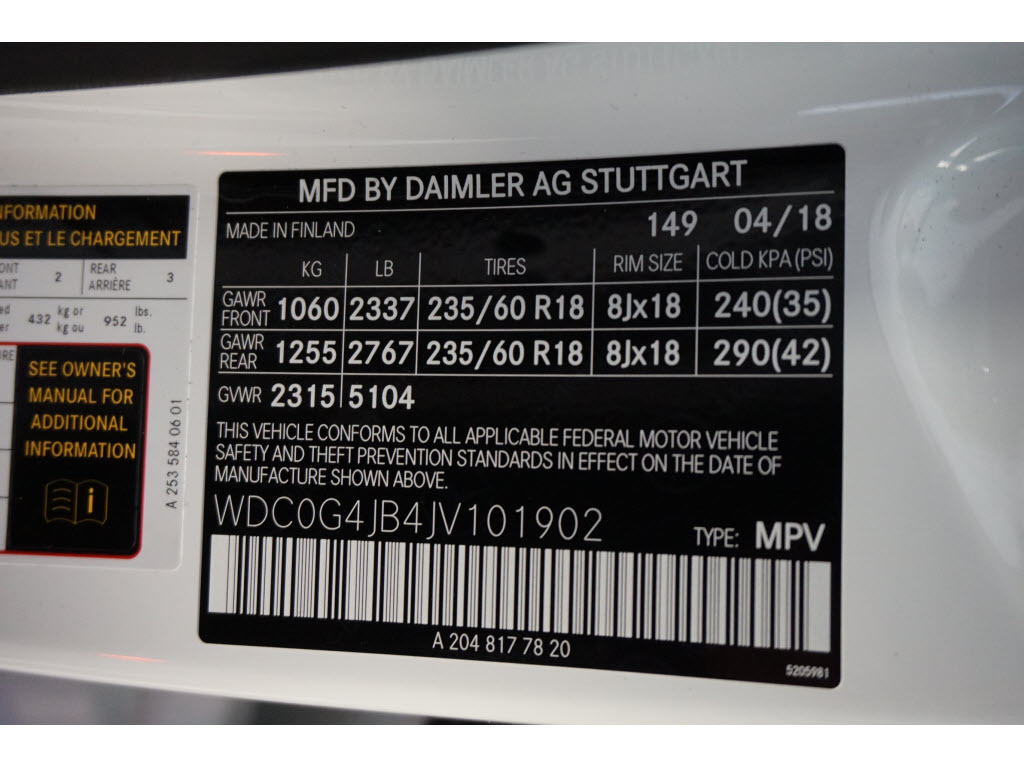 NFORMATION
US ET LE CHARGEMENT
2 REAR ARRIÈRE 3
432 kg or kg ou 952 lbs. lb.
SEE OWNER'S
MANUAL FOR
ADDITIONAL
INFORMATION
i
A 253 584 06 01
MFD BY DAIMLER AG STUTTGART
MADE IN FINLAND 149 04/18
KG LB TIRES RIM SIZE COLD KPA (PSI)
GAWR FRONT 1060 2337 235/60 R18 8Jx18 240(35)
GAWR REAR 1255 2767 235/60 R18 8Jx18 290(42)
GVWR 2315 5104
THIS VEHICLE CONFORMS TO ALL APPLICABLE FEDERAL MOTOR VEHICLE
SAFETY AND THEFT PREVENTION STANDARDS IN EFFECT ON THE DATE OF
MANUFACTURE SHOWN ABOVE.
WDC0G4JB4JV101902 TYPE: MPV
A 204 817 78 20
5205981